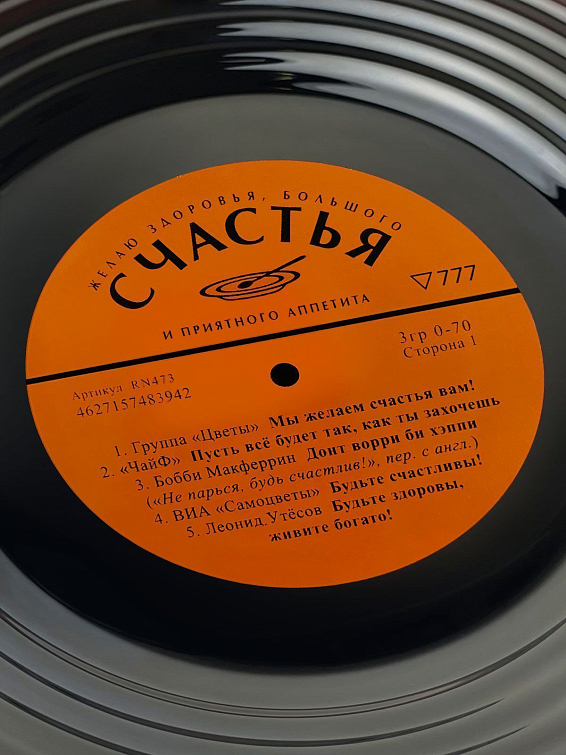 ЖЕЛАЮ ЗДОРОВЬЯ, БОЛЬШОГО
СЧАСТЬЯ
И ПРИЯТНОГО АППЕТИТА
▽777
Артикул RN473
4627157483942
3гр 0-70
Сторона 1
1. Группа «Цветы» Мы желаем счастья вам!
2. «ЧайФ» Пусть всё будет так, как ты захочешь
3. Бобби Макферрин Донт ворри би хэппи
(«Не парься, будь счастлив!», пер. с англ.)
4. ВИА «Самоцветы» Будьте счастливы!
5. Леонид.Утёсов Будьте здоровы,
живите богато!